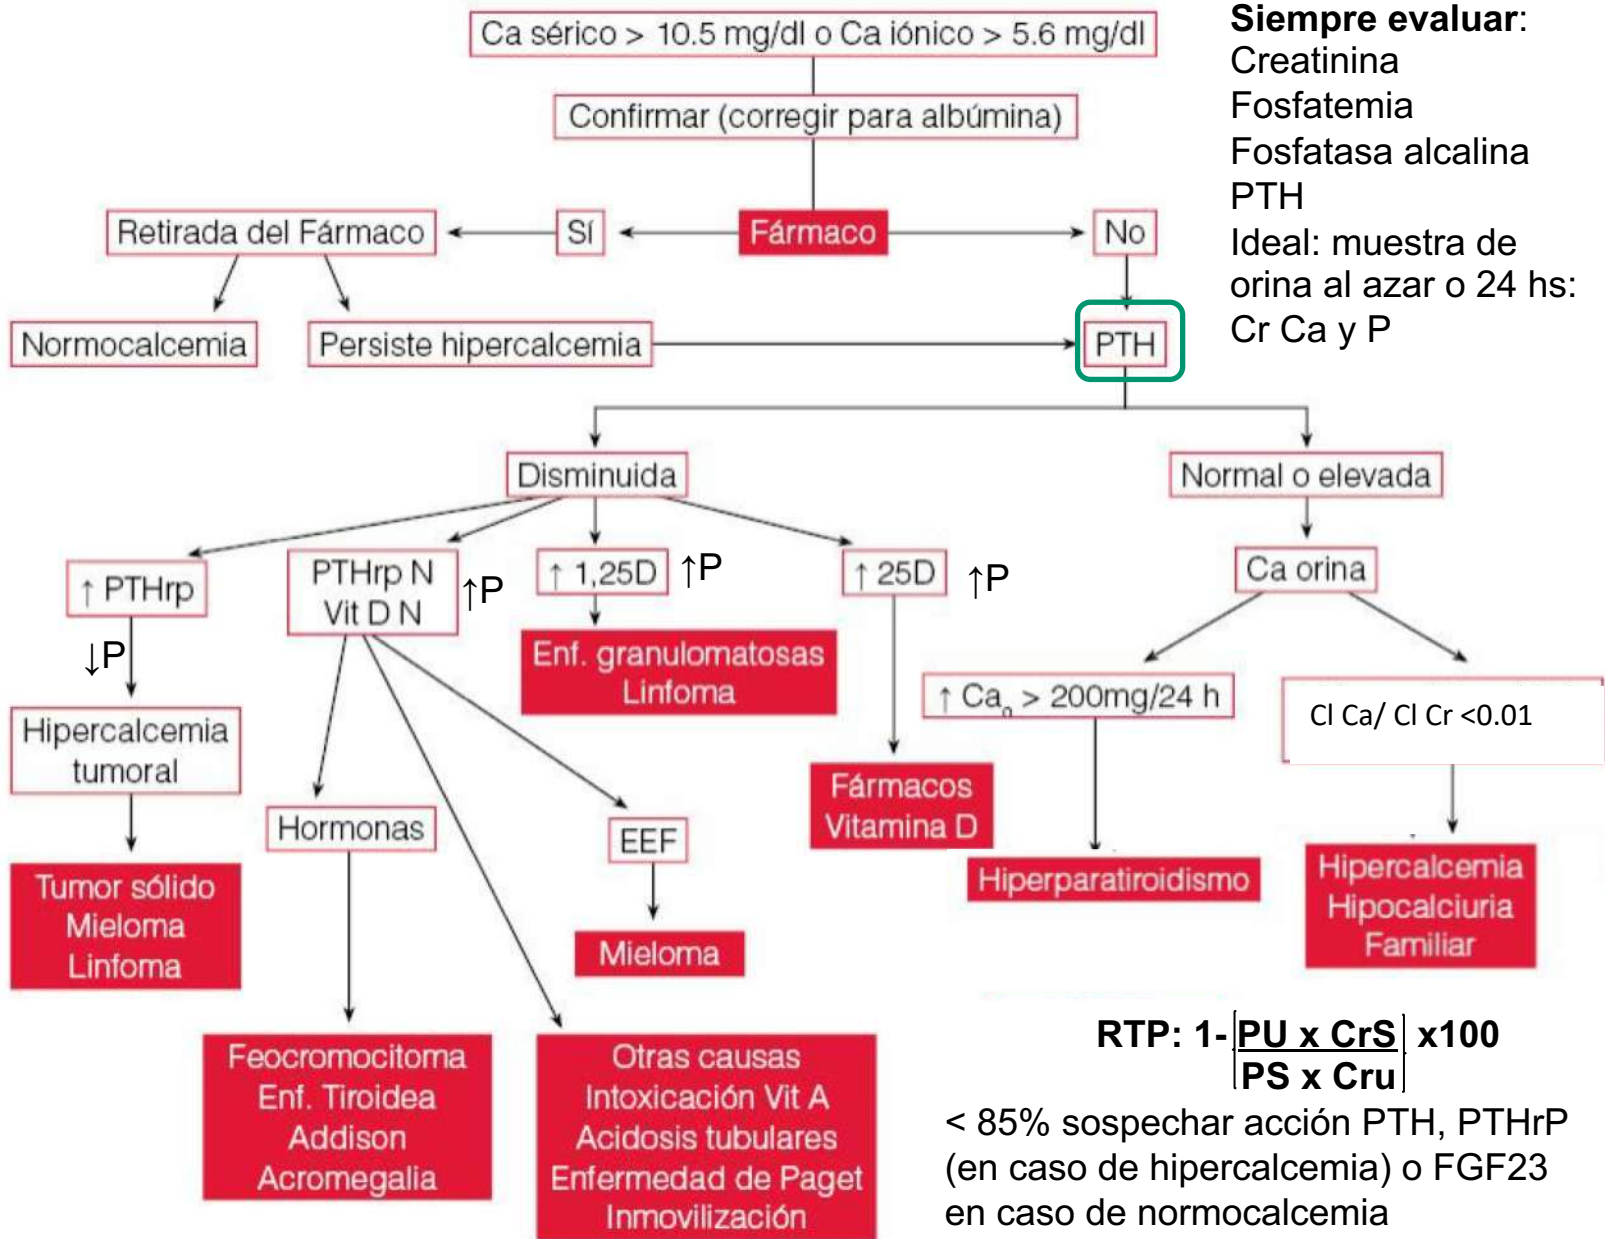 Ca sérico > 10.5 mg/dl o Ca iónico > 5.6 mg/dl
Siempre evaluar:
Creatinina
Fosfatemia
Fosfatasa alcalina
PTH
Ideal: muestra de
orina al azar o 24 hs:
Cr Ca y P
Confirmar (corregir para albúmina)
Retirada del Fármaco
Sí
Fármaco
No
Normocalcemia
Persiste hipercalcemia
PTH
Disminuida
Normal o elevada
↑ PTHrp
↓P
PTHrp N
Vit D N
↑P
↑ 1,25D
↑P
↑ 25D
↑P
Ca orina
Enf. granulomatosas
Linfoma
↑ Cao > 200mg/24 h
Cl Ca/ Cl Cr <0.01
Hipercalcemia
tumoral
Hormonas
EEF
Fármacos
Vitamina D
Hiperparatiroidismo
Hipercalcemia
Hipocalciuria
Familiar
Tumor sólido
Mieloma
Linfoma
Mieloma
Feocromocitoma
Enf. Tiroidea
Addison
Acromegalia
Otras causas
Intoxicación Vit A
Acidosis tubulares
Enfermedad de Paget
Inmovilización
RTP: 1-[PU x CrS] x100
[PS x Cru]
< 85% sospechar acción PTH, PTHrP
(en caso de hipercalcemia) o FGF23
en caso de normocalcemia